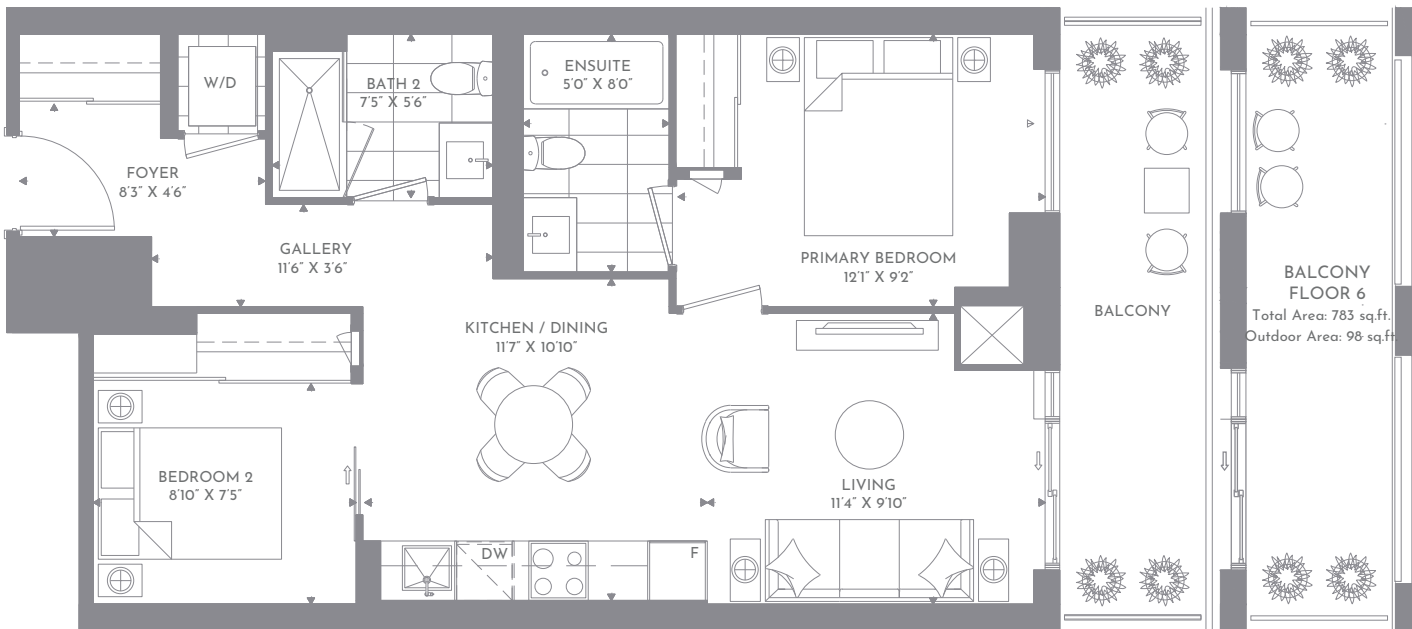 W/D
BATH 2
7'5" X 5'6"
ENSUITE
5'0" X 8'0"
FOYER
8'3" X 4'6"
GALLERY
11'6" X 3'6"
PRIMARY BEDROOM
12'1" X 9'2"
KITCHEN / DINING
11'7" X 10'10"
BALCONY
BALCONY
FLOOR 6
Total Area: 783 sq.ft.
Outdoor Area: 98 sq.ft
BEDROOM 2
8'10" X 7'5"
LIVING
11'4" X 9'10"
DW
F